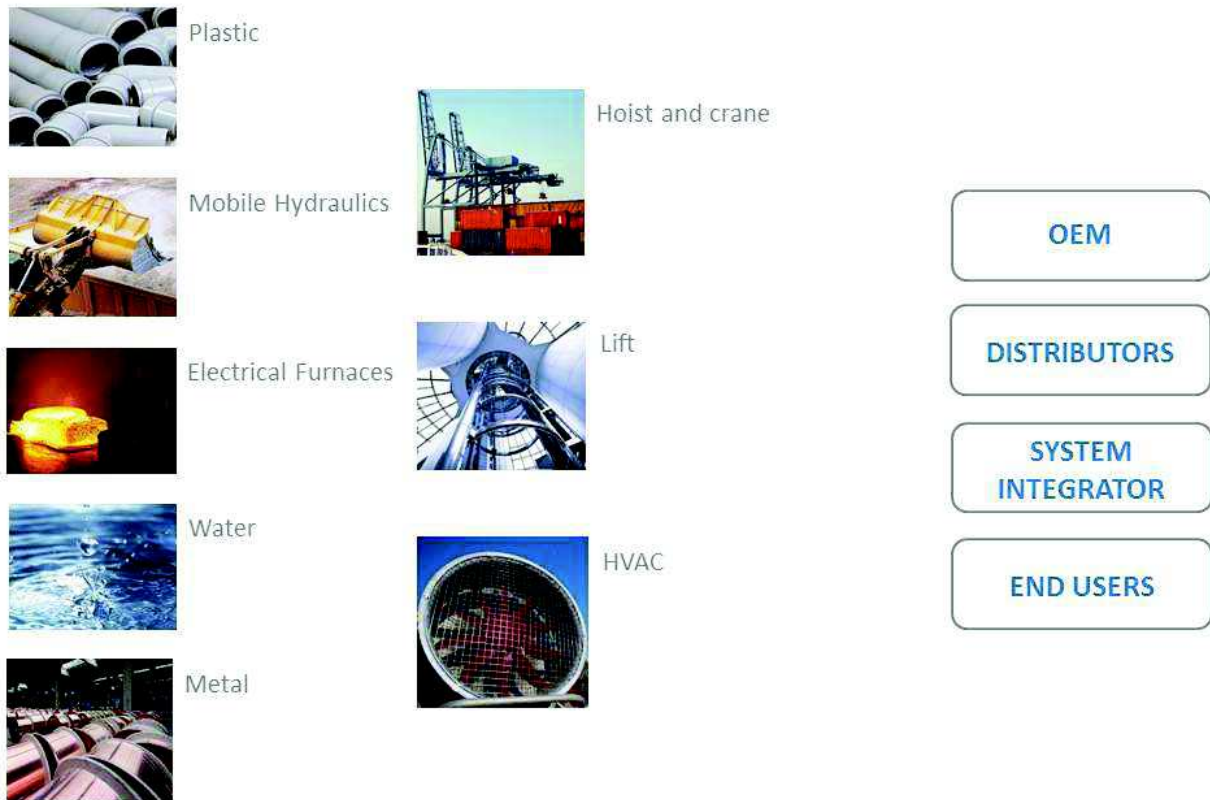 Plastic
Mobile Hydraulics
Electrical Furnaces
Water
Metal
Hoist and crane
Lift
HVAC
OEM
DISTRIBUTORS
SYSTEM
INTEGRATOR
END USERS